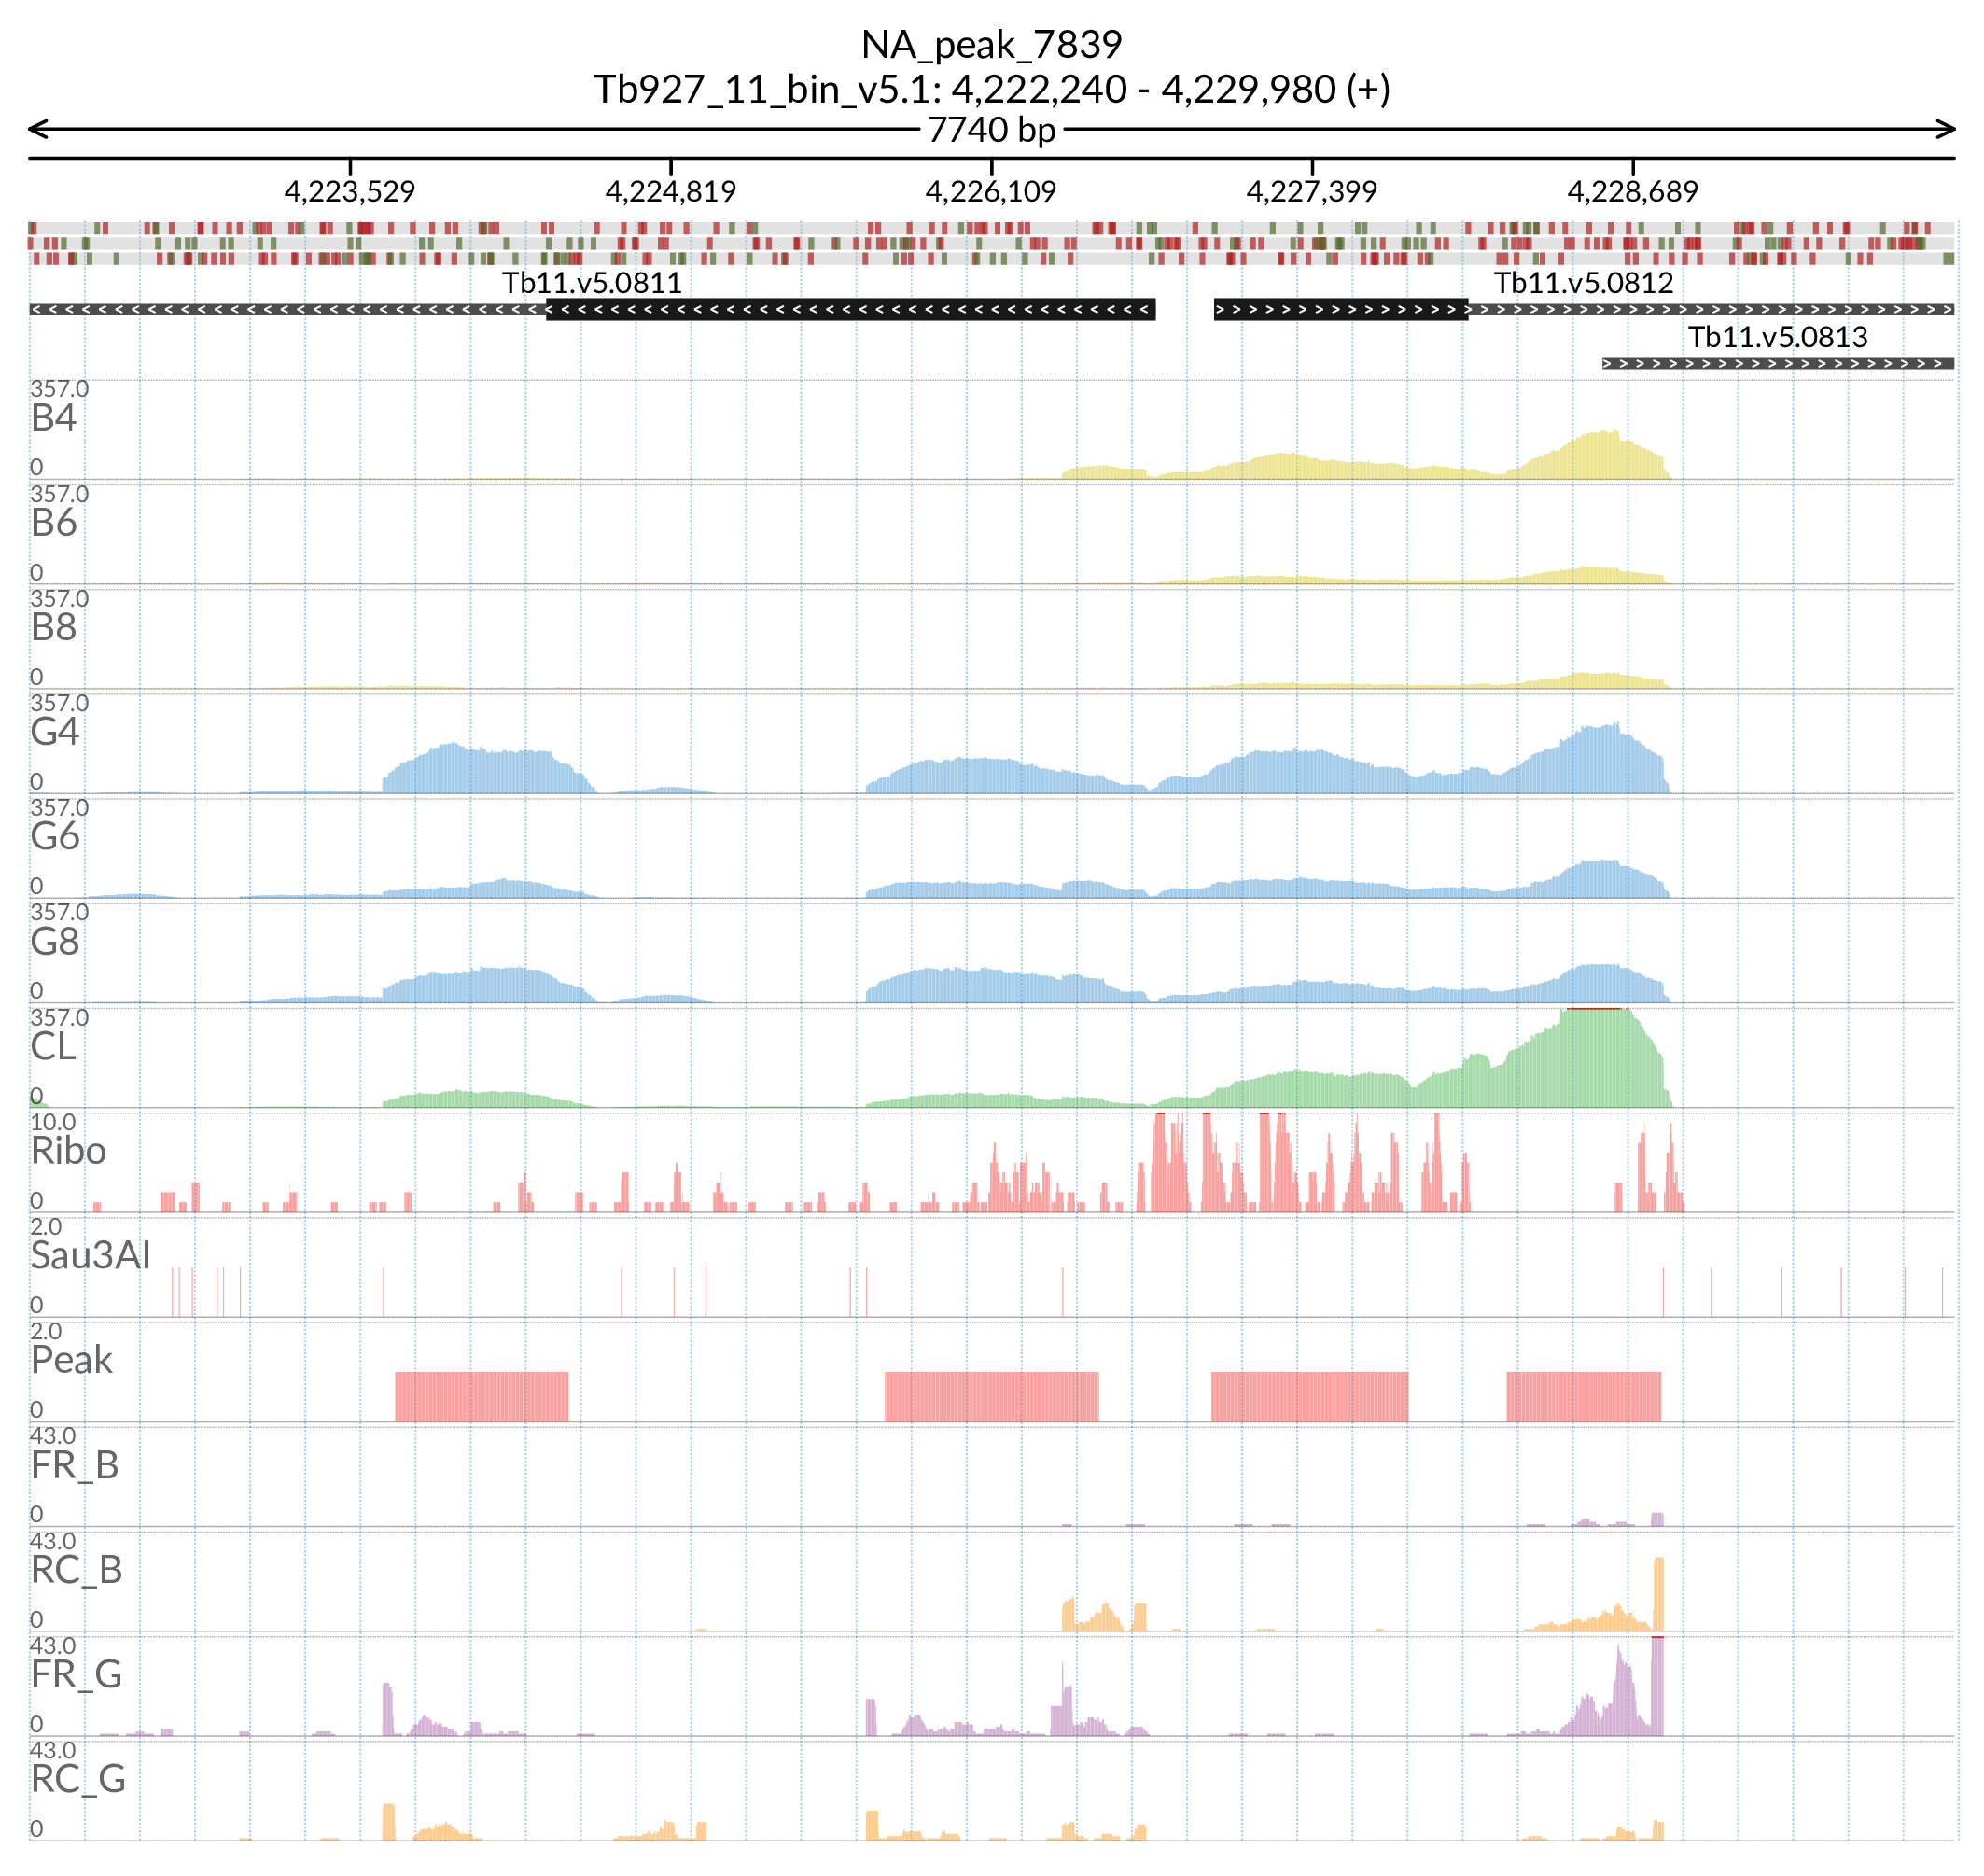 NA_peak_7839
Tb927_11_bin_v5.1: 4,222,240 - 4,229,980 (+)
7740 bp
4,223,529 4,224,819 4,226,109 4,227,399 4,228,689
Tb11.v5.0811 Tb11.v5.0812
Tb11.v5.0813
357.0
B4
0
357.0
B6
0
357.0
B8
0
357.0
G4
0
357.0
G6
0
357.0
G8
0
357.0
CL
0
10.0
Ribo
0
2.0
Sau3AI
0
2.0
Peak
0
43.0
FR_B
0
43.0
RC_B
0
43.0
FR_G
0
43.0
RC_G
0